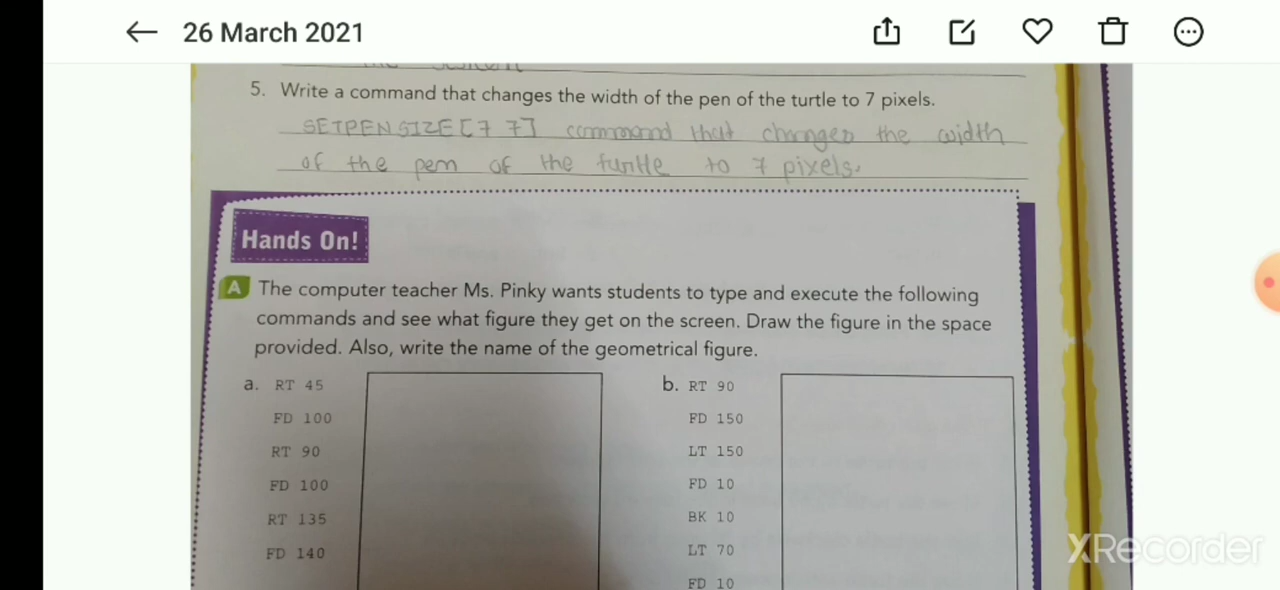 26 March 2021
5. Write a command that changes the width of the pen of the turtle to 7 pixels.
SETPENSIZE[7 7] command that changes the width
of the pen of the turtle to 7 pixels.
Hands On!
A The computer teacher Ms. Pinky wants students to type and execute the following
commands and see what figure they get on the screen. Draw the figure in the space
provided. Also, write the name of the geometrical figure.
a. RT 45
FD 100
RT 90
FD 100
RT 135
FD 140
b. RT 90
FD 150
LT 150
FD 10
BK 10
LT 70
FD 10
XRecorder